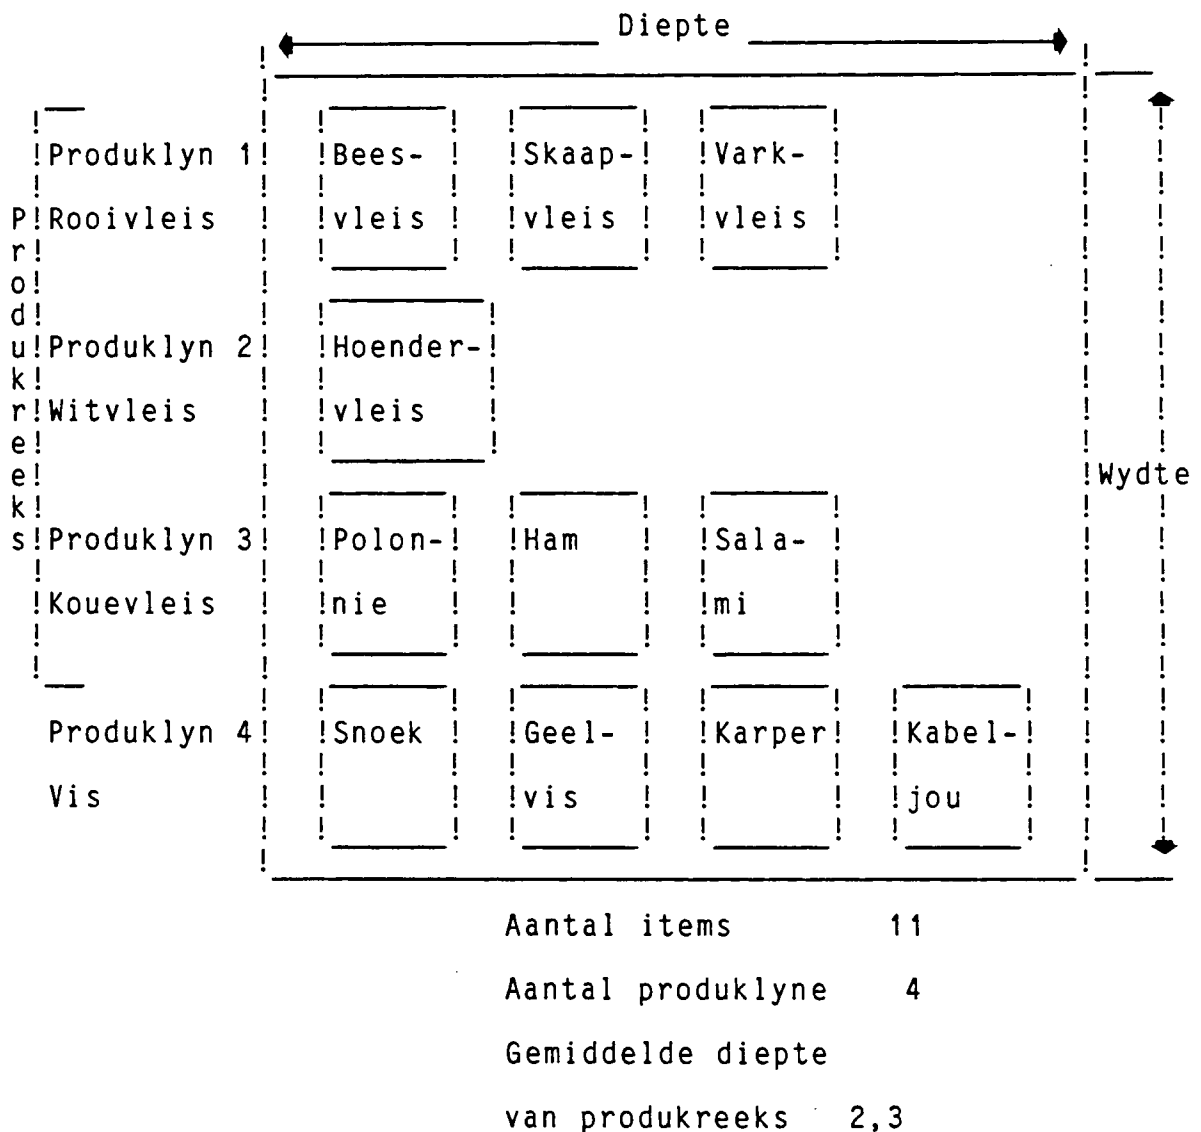 Diepte
Produkreeks
Produklyn 1 Bees- Skaap- Vark-
Rooivleis vleis vleis vleis
Produklyn 2 Hoender-
Witvleis vleis
Wydte
Produklyn 3 Polon- Ham Sala-
Kouevleis nie mi
Produklyn 4 Snoek Geel- Karper Kabel-
Vis vis jou
Aantal items 11
Aantal produklyne 4
Gemiddelde diepte
van produkreeks 2,3